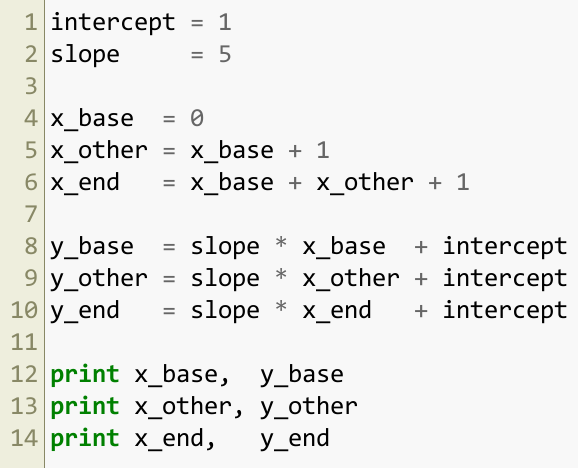 1 intercept = 1
2 slope     = 5
3
4 x_base  = 0
5 x_other = x_base + 1
6 x_end   = x_base + x_other + 1
7
8 y_base  = slope * x_base  + intercept
9 y_other = slope * x_other + intercept
10 y_end   = slope * x_end   + intercept
11
12 print x_base,  y_base
13 print x_other, y_other
14 print x_end,   y_end